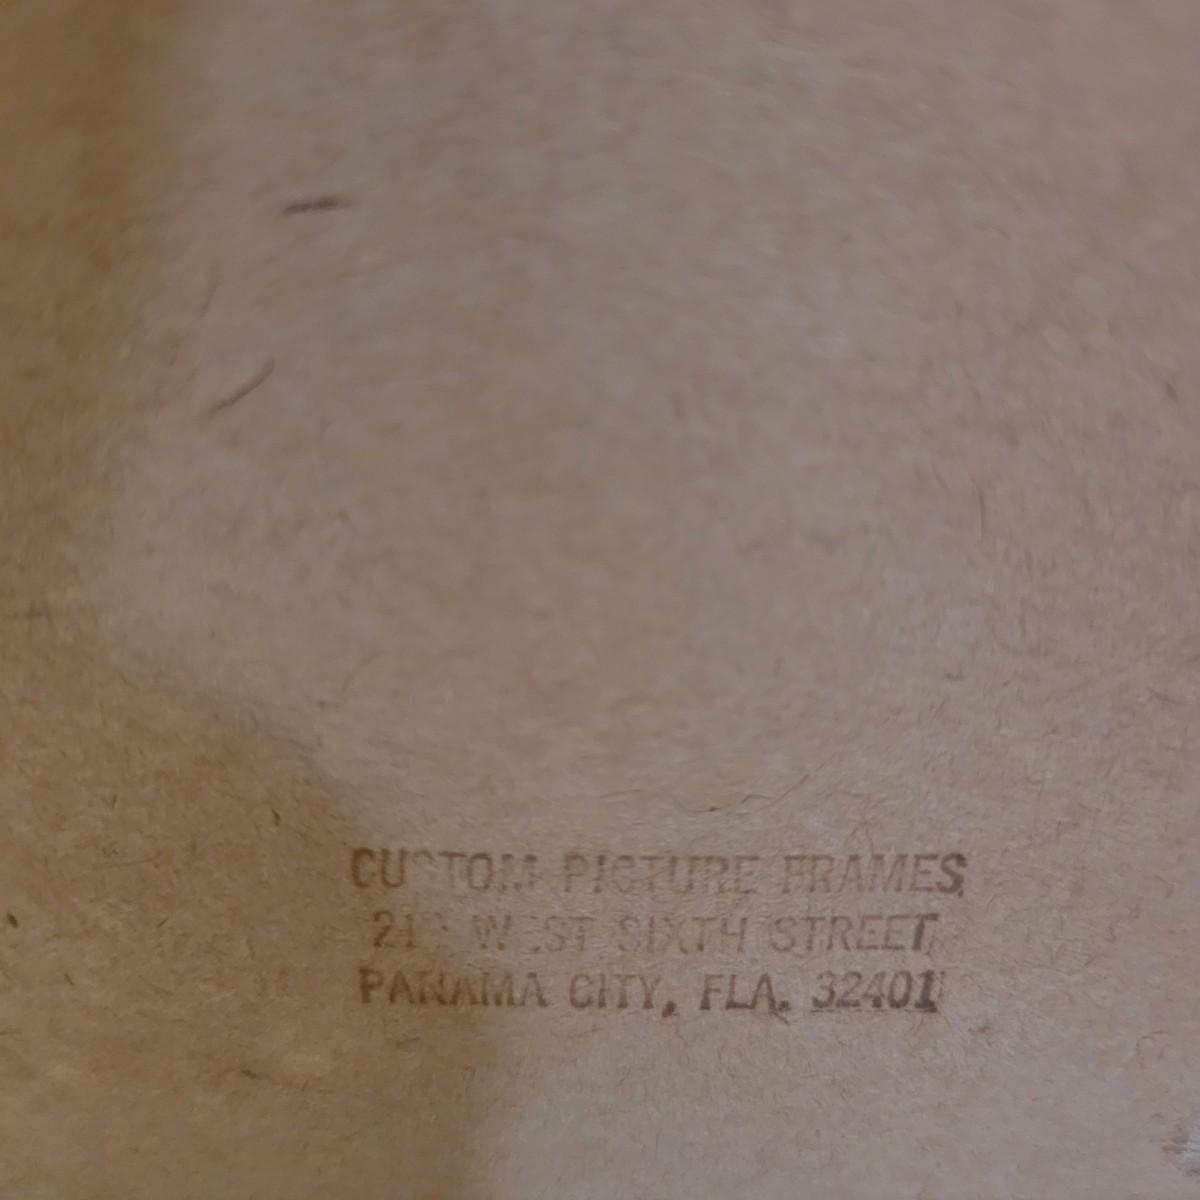 CUSTOM PICTURE FRAMES
WEST SIXTH STREET
PANAMA CITY, FLA. 32401